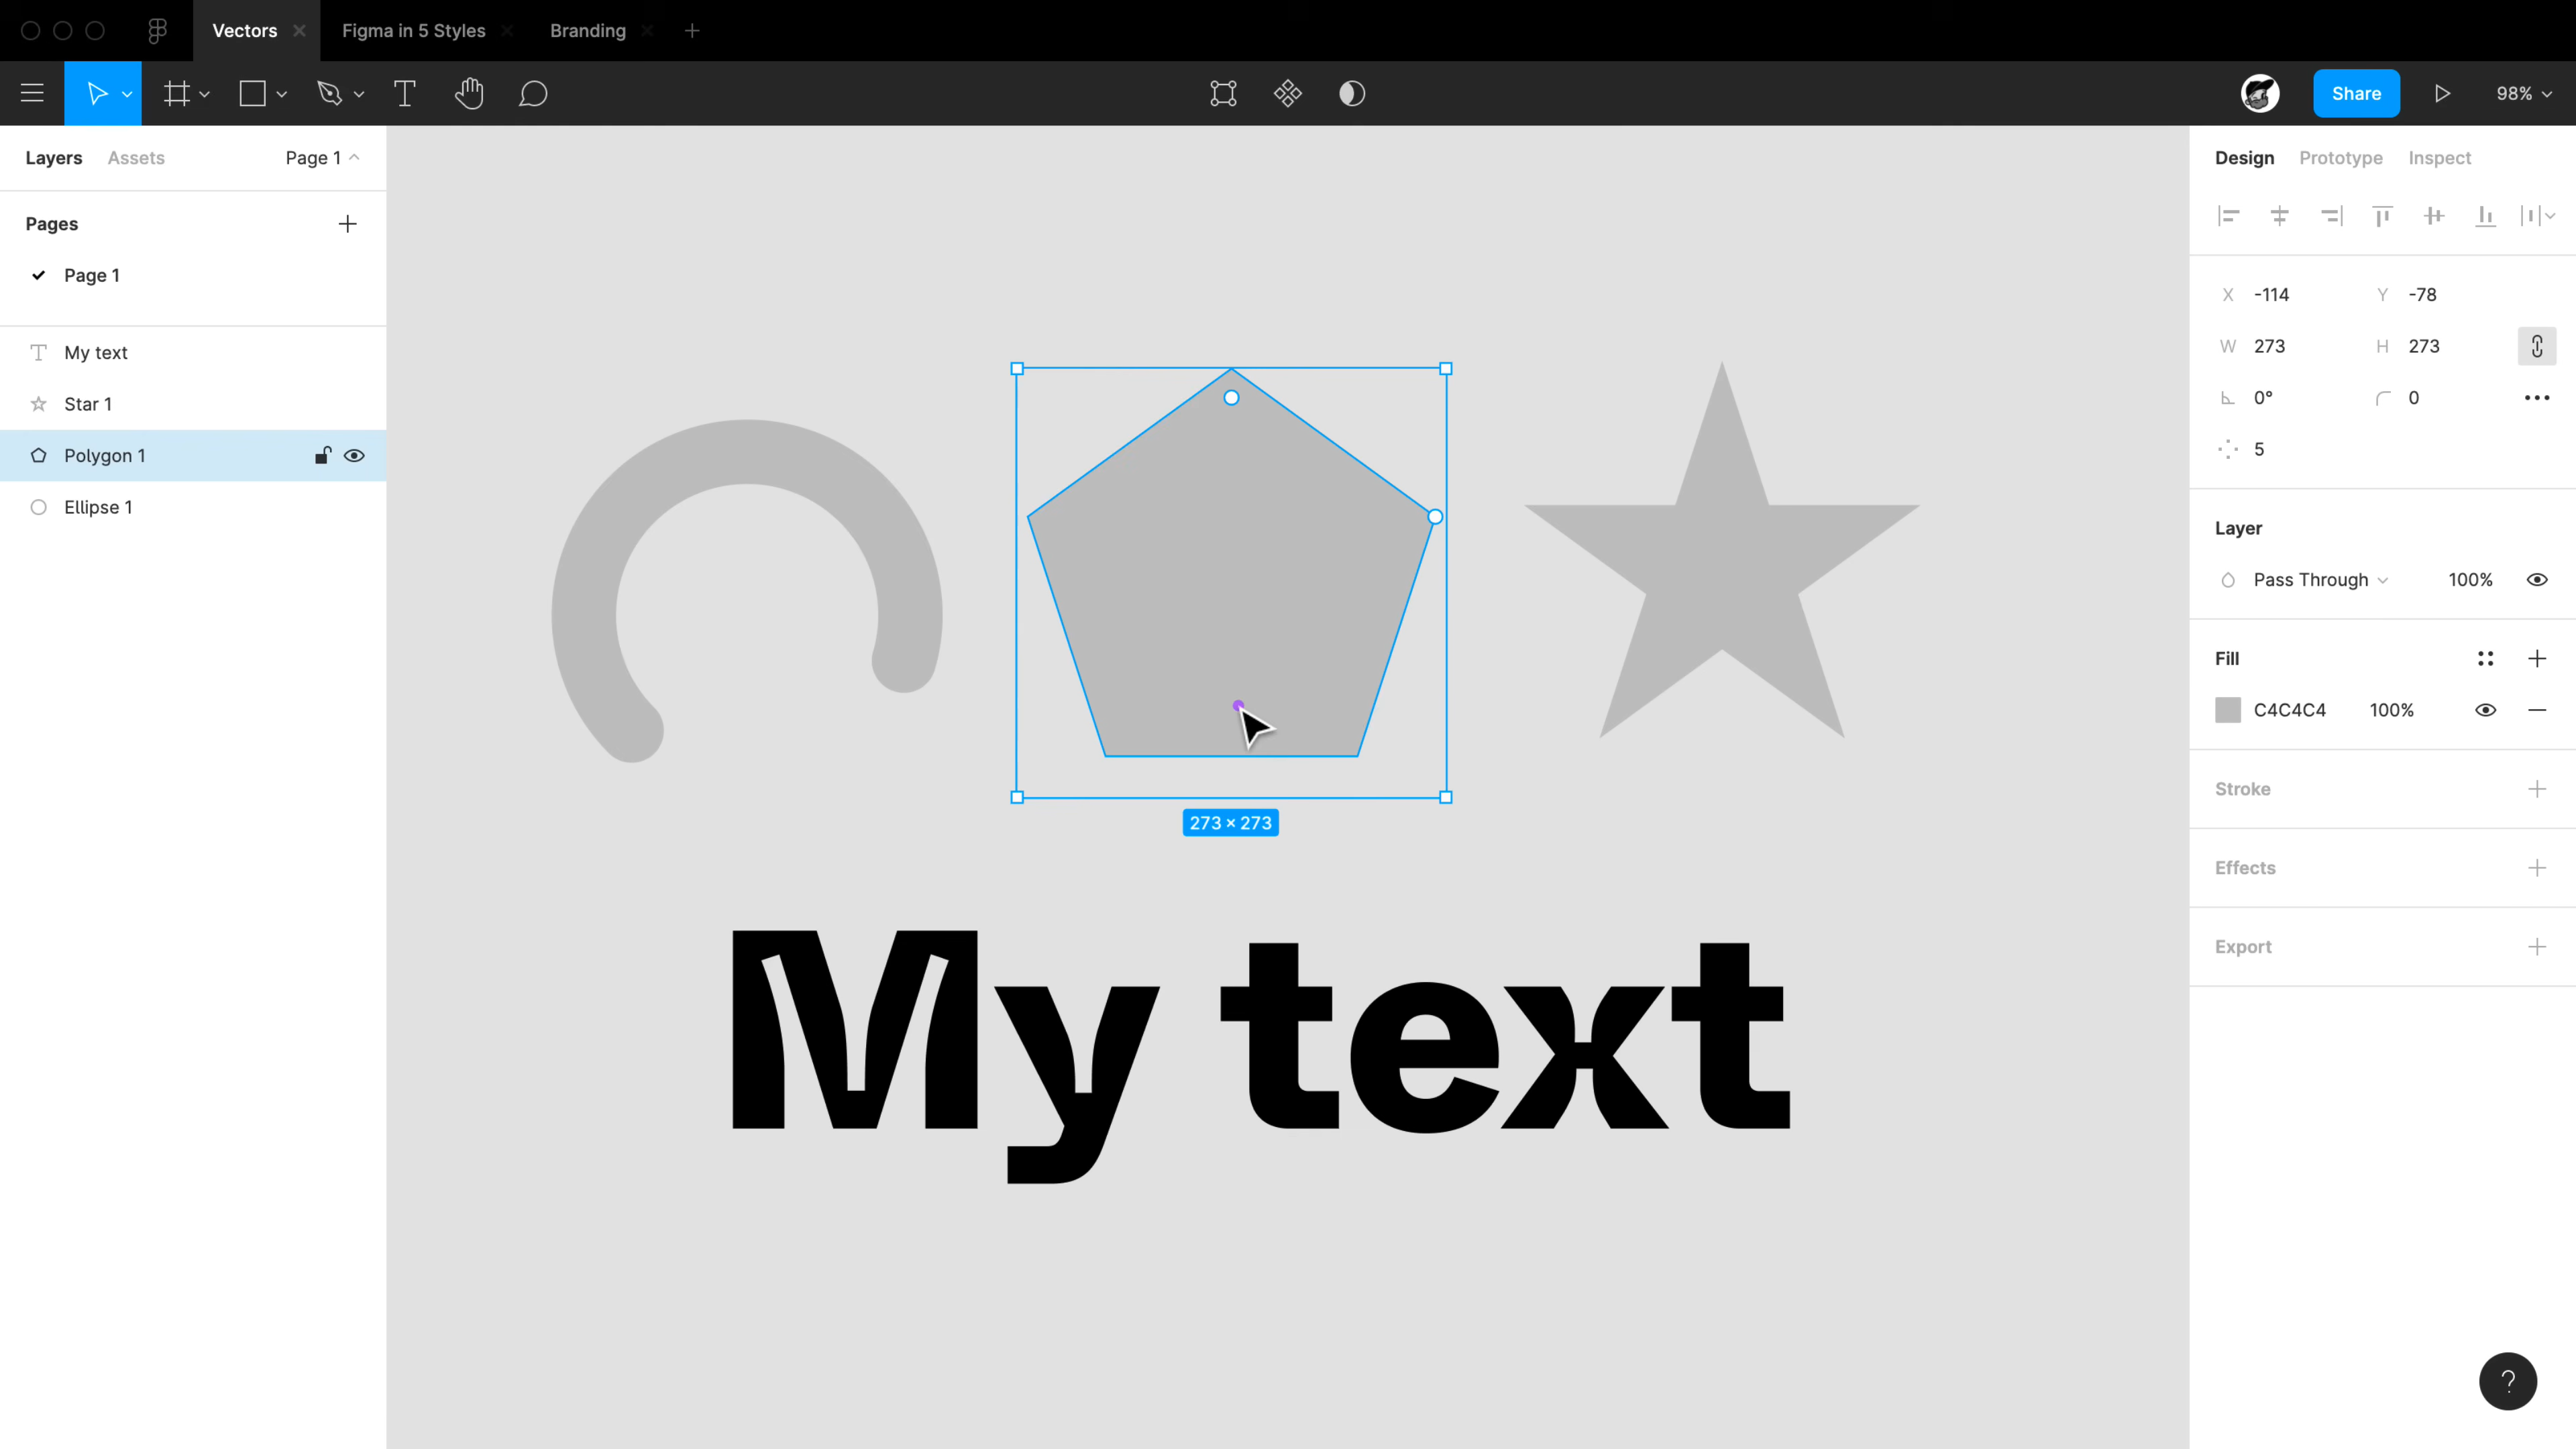 Vectors
Figma in 5 Styles
Branding
Share
98%
Layers
Assets
Page 1
Pages
Page 1
My text
Star 1
Polygon 1
Ellipse 1
273 × 273
My text
Design
Prototype
Inspect
X -114
Y -78
W 273
H 273
0°
0
5
Layer
Pass Through
100%
Fill
C4C4C4
100%
Stroke
Effects
Export
?